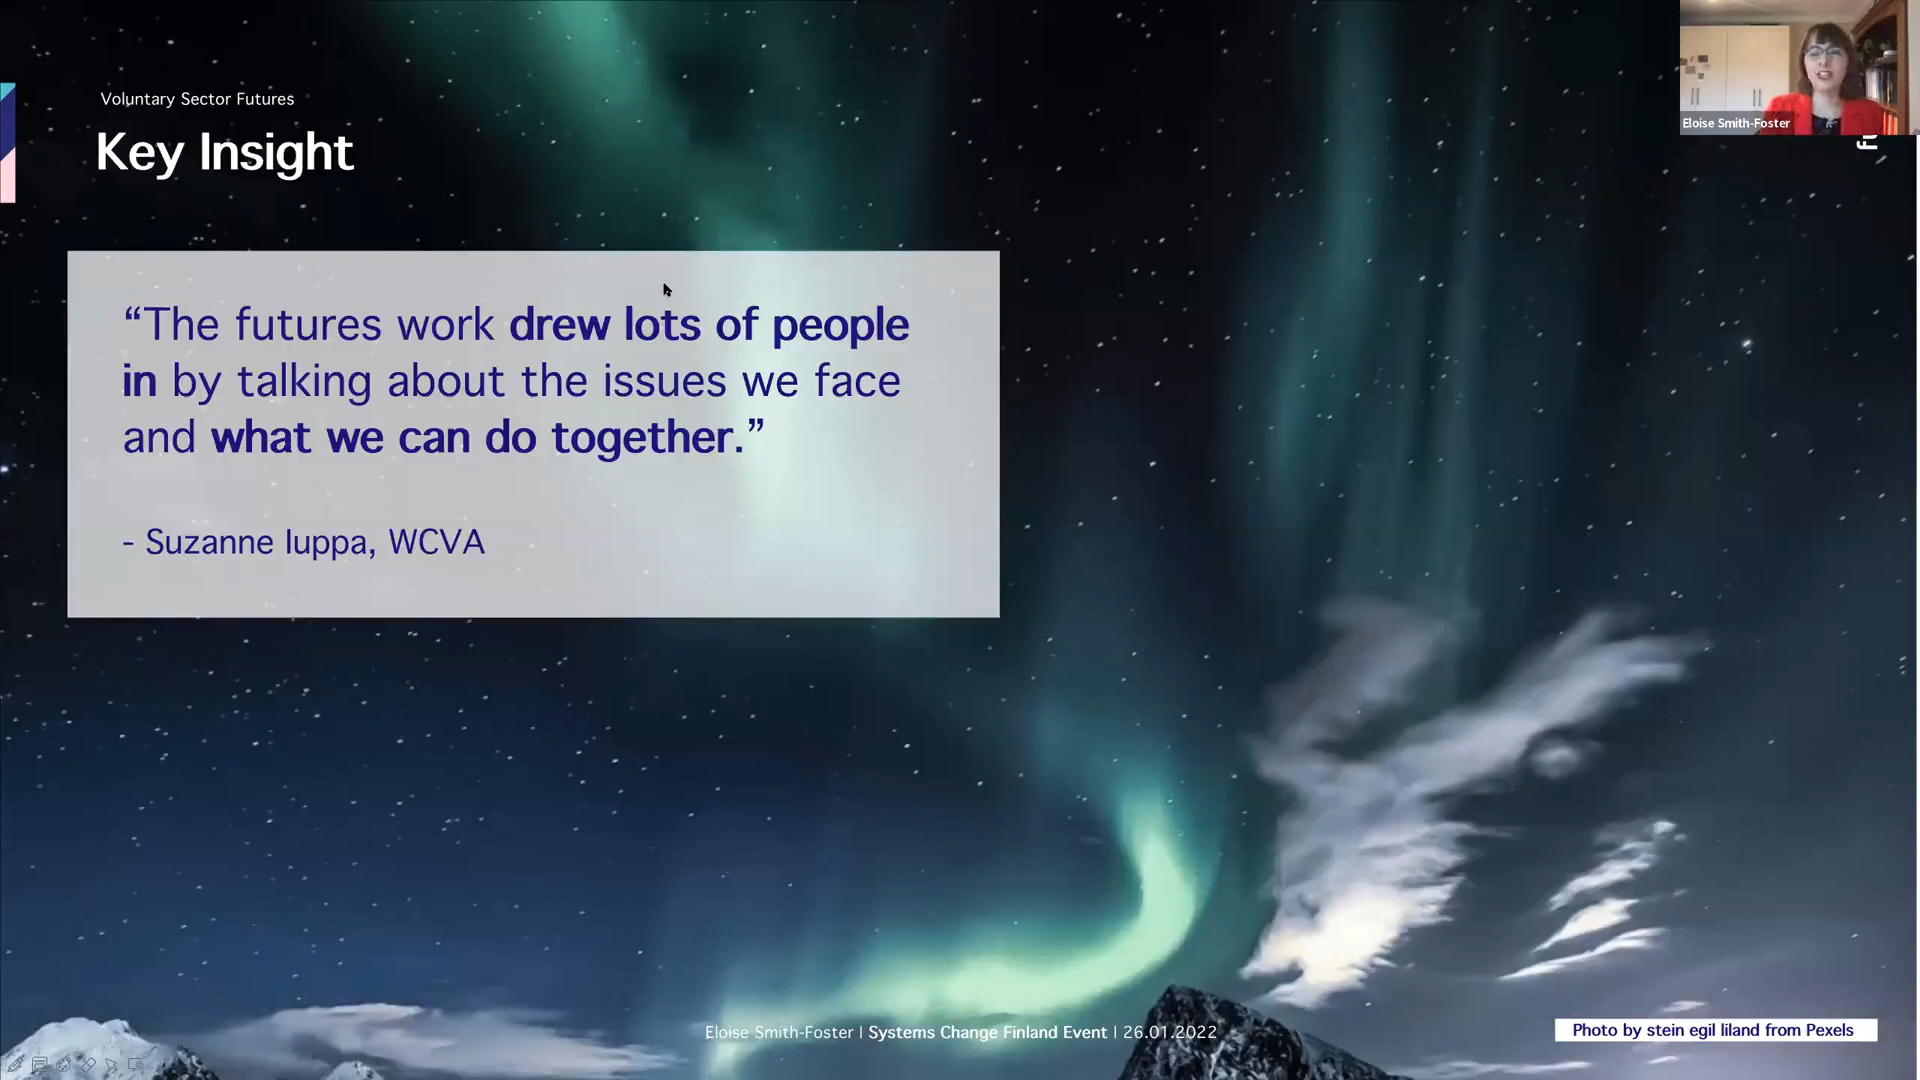 Voluntary Sector Futures
Key Insight
Eloise Smith-Foster
“The futures work drew lots of people
in by talking about the issues we face
and what we can do together.”
- Suzanne Iuppa, WCVA
Eloise Smith-Foster | Systems Change Finland Event | 26.01.2022
Photo by stein egil liland from Pexels